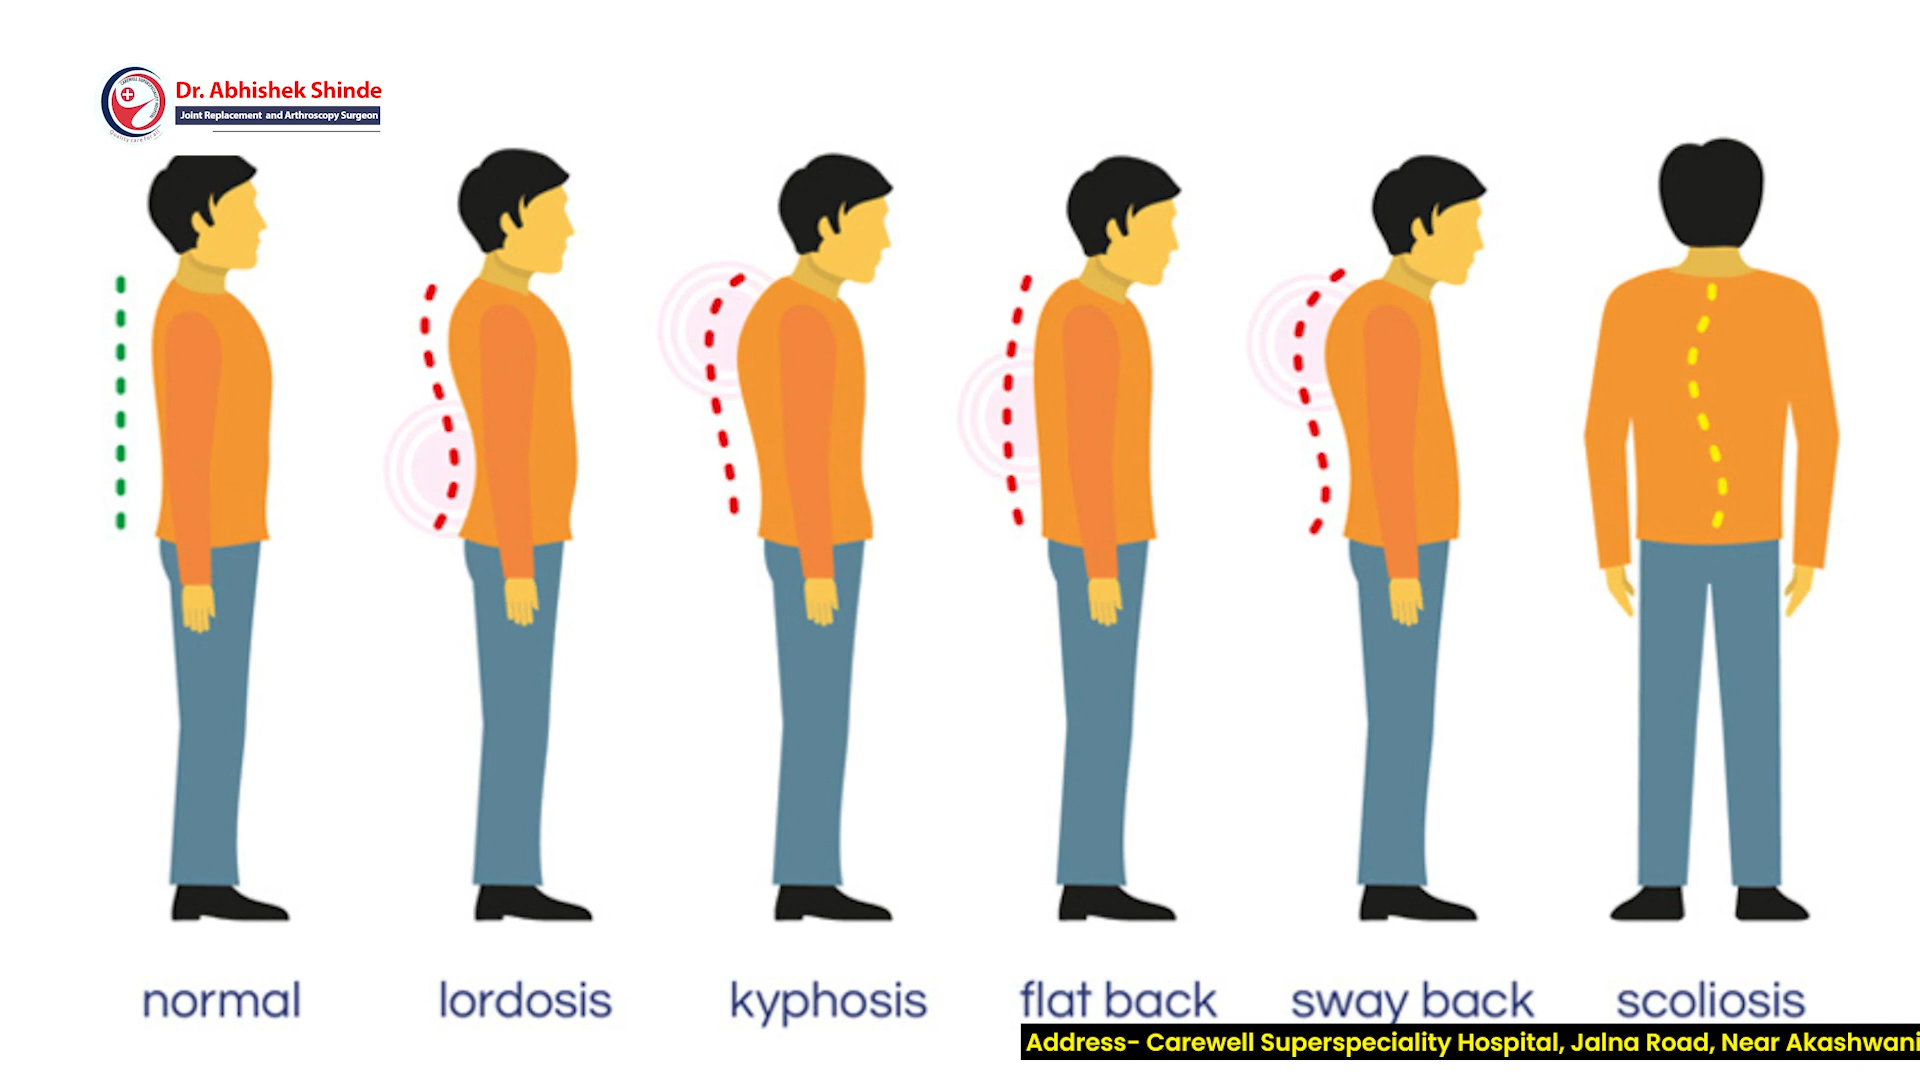 Dr. Abhishek Shinde
Joint Replacement and Arthroscopy Surgeon
normal
lordosis
kyphosis
flat back
sway back
scoliosis
Address- Carewell Superspeciality Hospital, Jalna Road, Near Akashwani